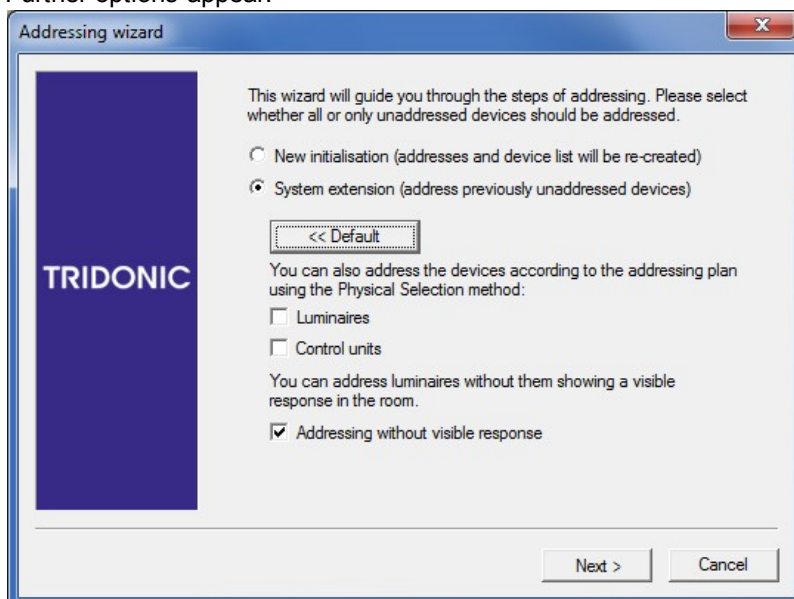 Further options appear.
Addressing wizard
This wizard will guide you through the steps of addressing. Please select
whether all or only unaddressed devices should be addressed.
New initialisation (addresses and device list will be re-created)
System extension (address previously unaddressed devices)
<< Default
TRIDONIC
You can also address the devices according to the addressing plan
using the Physical Selection method:
Luminaires
Control units
You can address luminaires without them showing a visible
response in the room.
Addressing without visible response
Next >
Cancel